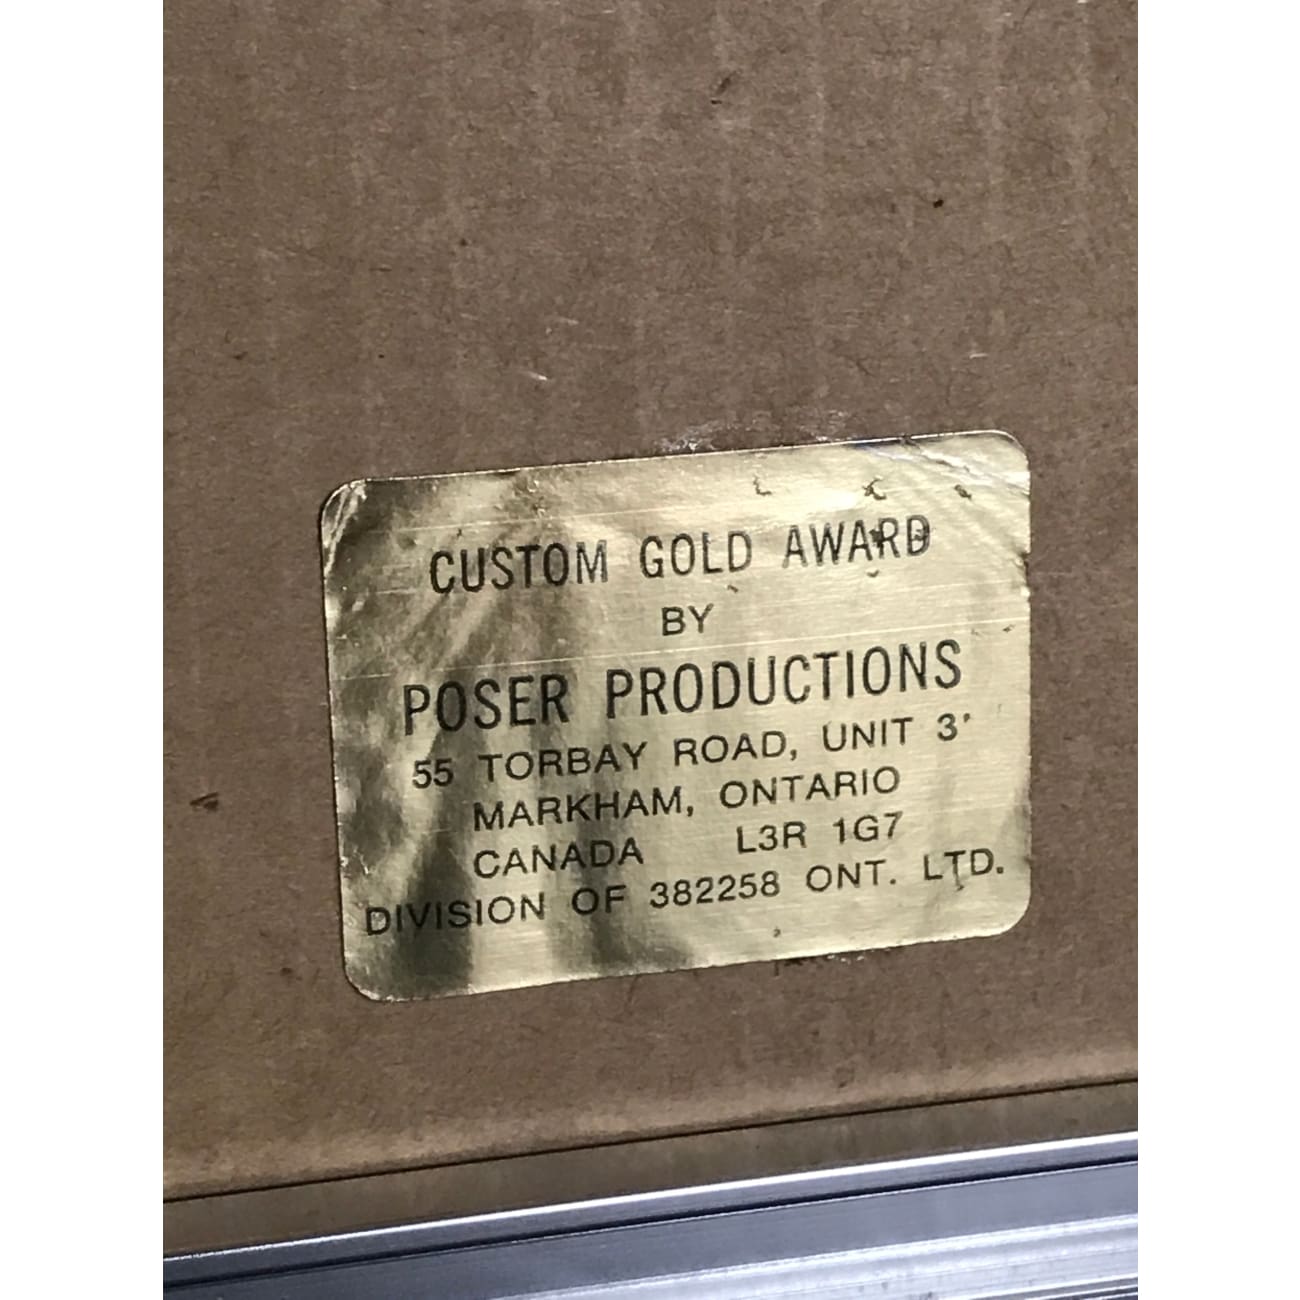 CUSTOM GOLD AWARD
BY
POSER PRODUCTIONS
55 TORBAY ROAD, UNIT 3'
MARKHAM, ONTARIO
CANADA L3R 1G7
DIVISION OF 382258 ONT. LTD.